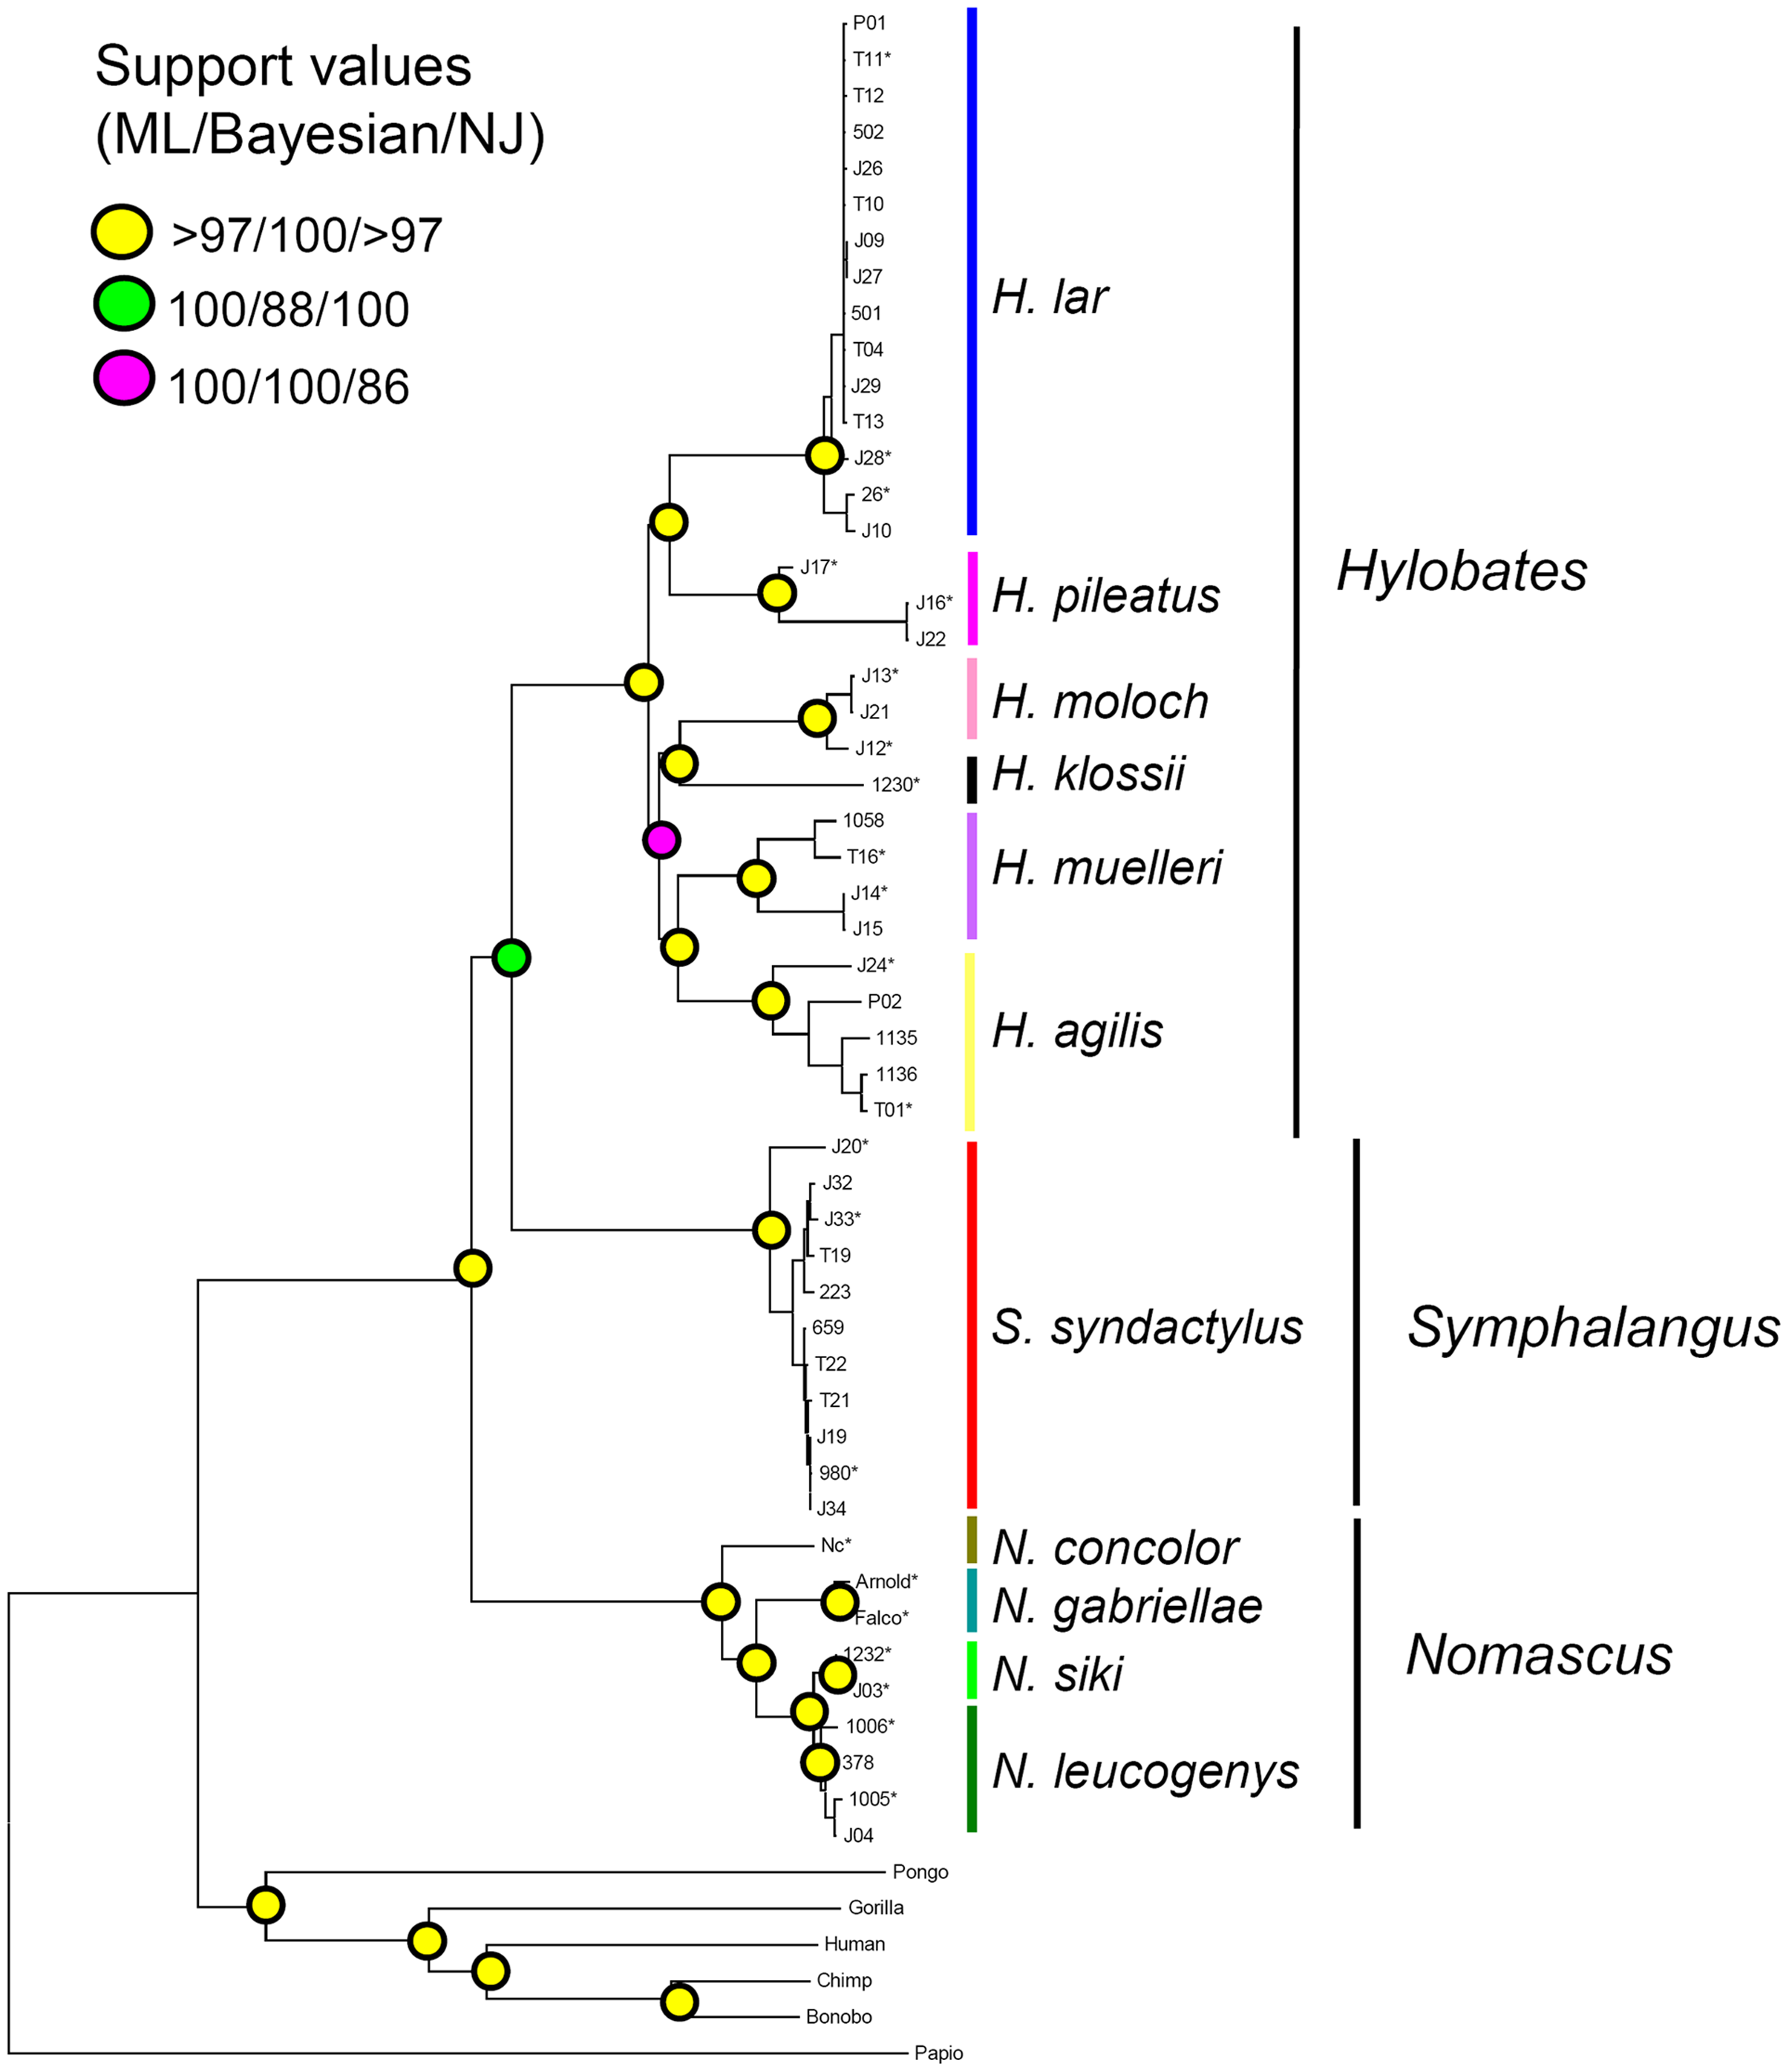 Support values
(ML/Bayesian/NJ)
>97/100/>97
100/88/100
100/100/86
P01
T11*
T12
502
J26
T10
J09
J27
501
T04
J29
T13
J28*
26*
J10
H. lar
J17*
J16*
J22
H. pileatus
Hylobates
J13*
J21
J12*
H. moloch
1230*
H. klossii
1058
T16*
J14*
J15
H. muelleri
J24*
P02
1135
1136
T01*
H. agilis
J20*
J32
J33*
T19
223
659
T22
T21
J19
980*
J34
S. syndactylus
Symphalangus
Nc*
N. concolor
Arnold*
Falco*
N. gabriellae
1232*
J03*
N. siki
Nomascus
1006*
378
1005*
J04
N. leucogenys
Pongo
Gorilla
Human
Chimp
Bonobo
Papio